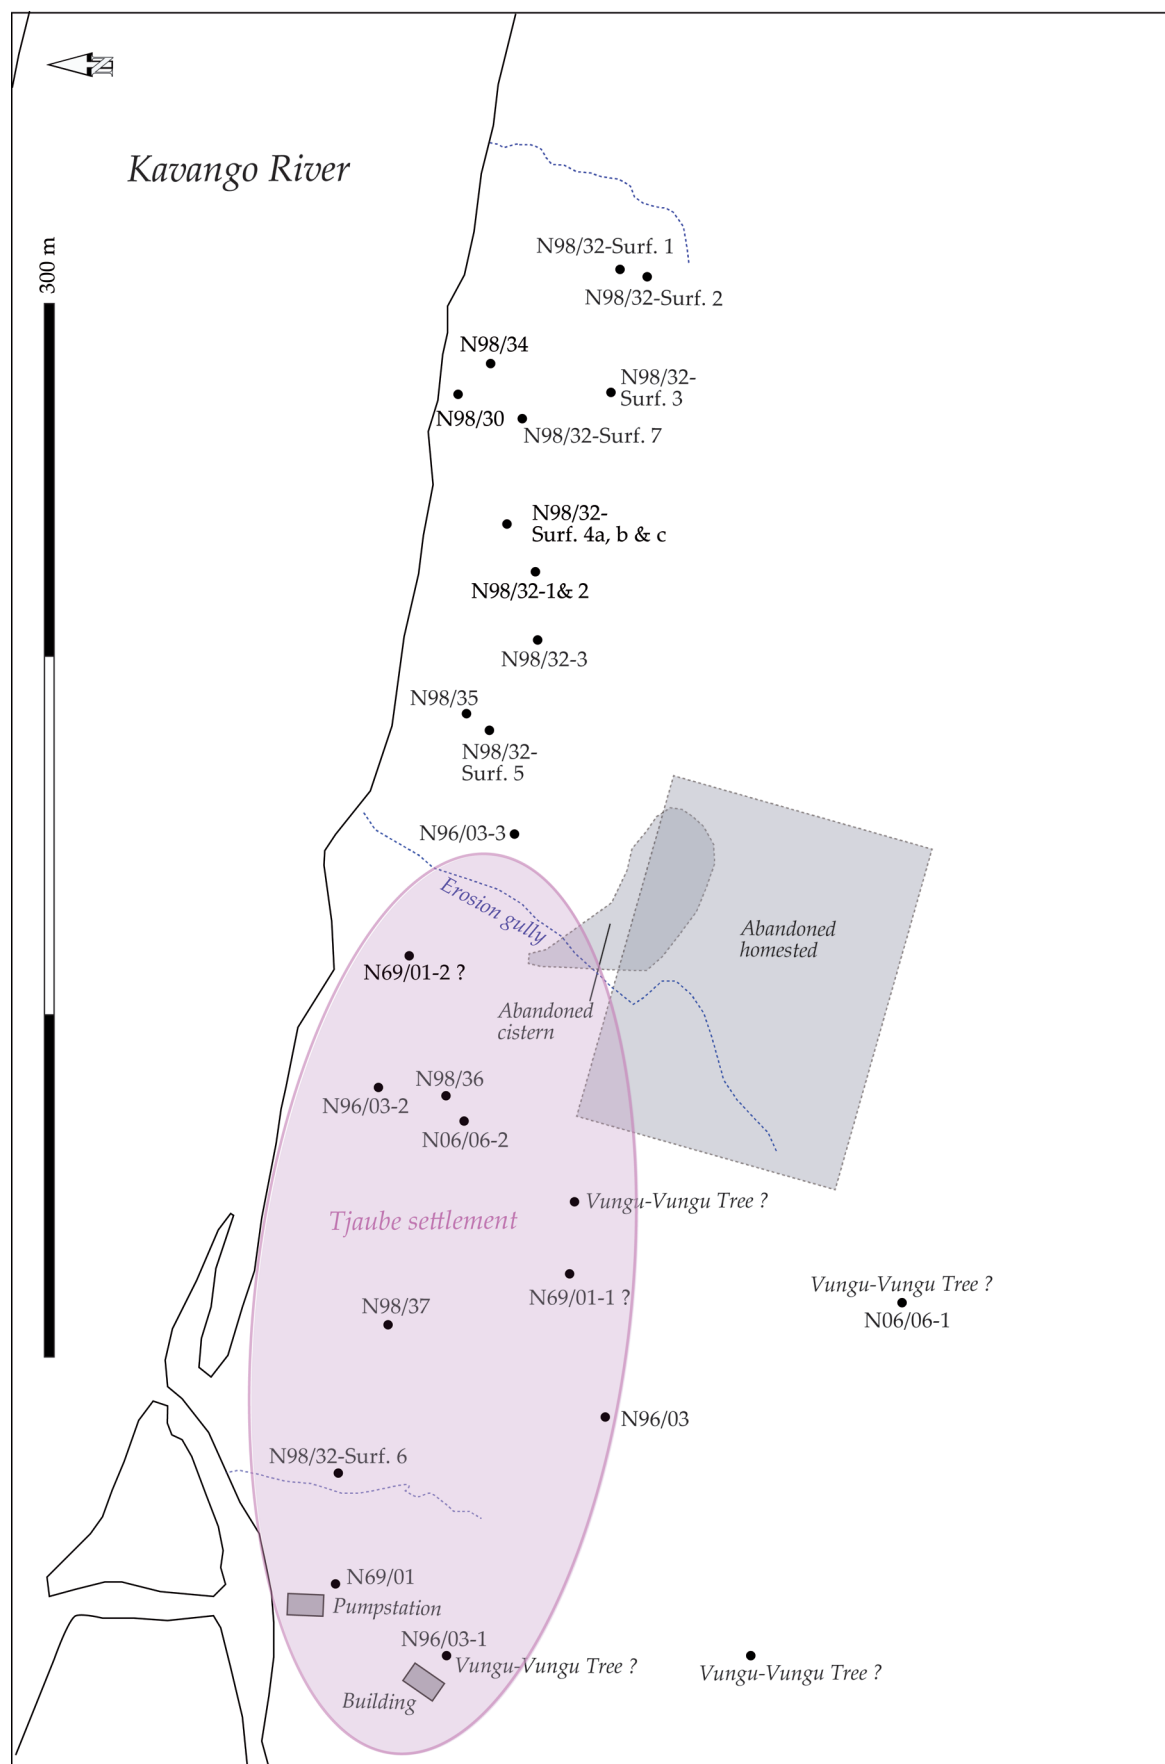 N
Kavango River
300 m
N98/32-Surf. 1
N98/32-Surf. 2
N98/34
N98/32-
Surf. 3
N98/30
N98/32-Surf. 7
N98/32-
Surf. 4a, b & c
N98/32-1& 2
N98/32-3
N98/35
N98/32-
Surf. 5
N96/03-3
Erosion gully
Abandoned
homested
N69/01-2 ?
Abandoned
cistern
N98/36
N96/03-2
N06/06-2
Vungu-Vungu Tree ?
Tjaube settlement
N69/01-1 ?
Vungu-Vungu Tree ?
N06/06-1
N98/37
N96/03
N98/32-Surf. 6
N69/01
Pumpstation
N96/03-1
Vungu-Vungu Tree ?
Vungu-Vungu Tree ?
Building